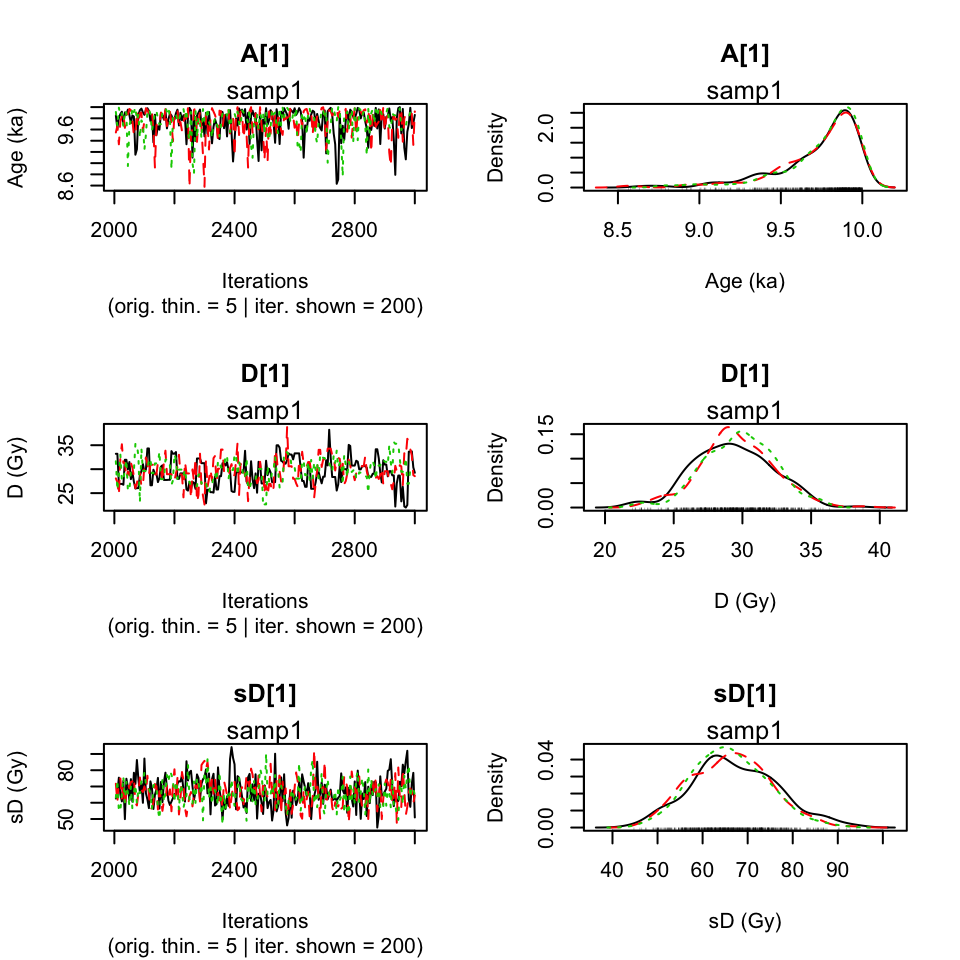 A[1]
samp1
Age (ka)
9.6
8.6
2000 2400 2800
Iterations
(orig. thin. = 5 | iter. shown = 200)
A[1]
samp1
Density
2.0
0.0
8.5 9.0 9.5 10.0
Age (ka)
D[1]
samp1
D (Gy)
35
25
2000 2400 2800
Iterations
(orig. thin. = 5 | iter. shown = 200)
D[1]
samp1
Density
0.15
0.00
20 25 30 35 40
D (Gy)
sD[1]
samp1
sD (Gy)
80
50
2000 2400 2800
Iterations
(orig. thin. = 5 | iter. shown = 200)
sD[1]
samp1
Density
0.04
0.00
40 50 60 70 80 90
sD (Gy)